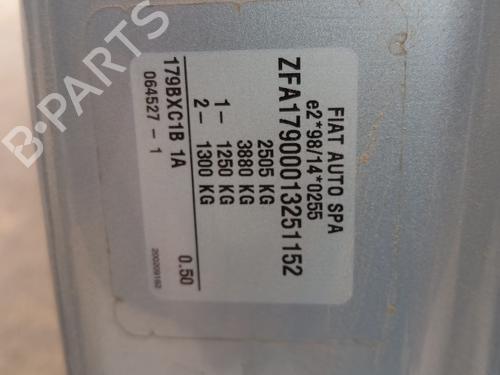 FIAT AUTO SPA
e2*98/14*0255
ZFA17900013251152
2505 KG
3880 KG
1– 1250 KG
2– 1300 KG
179BXC1B 1A 0.50
064527 - 1 200209192
B-PARTS